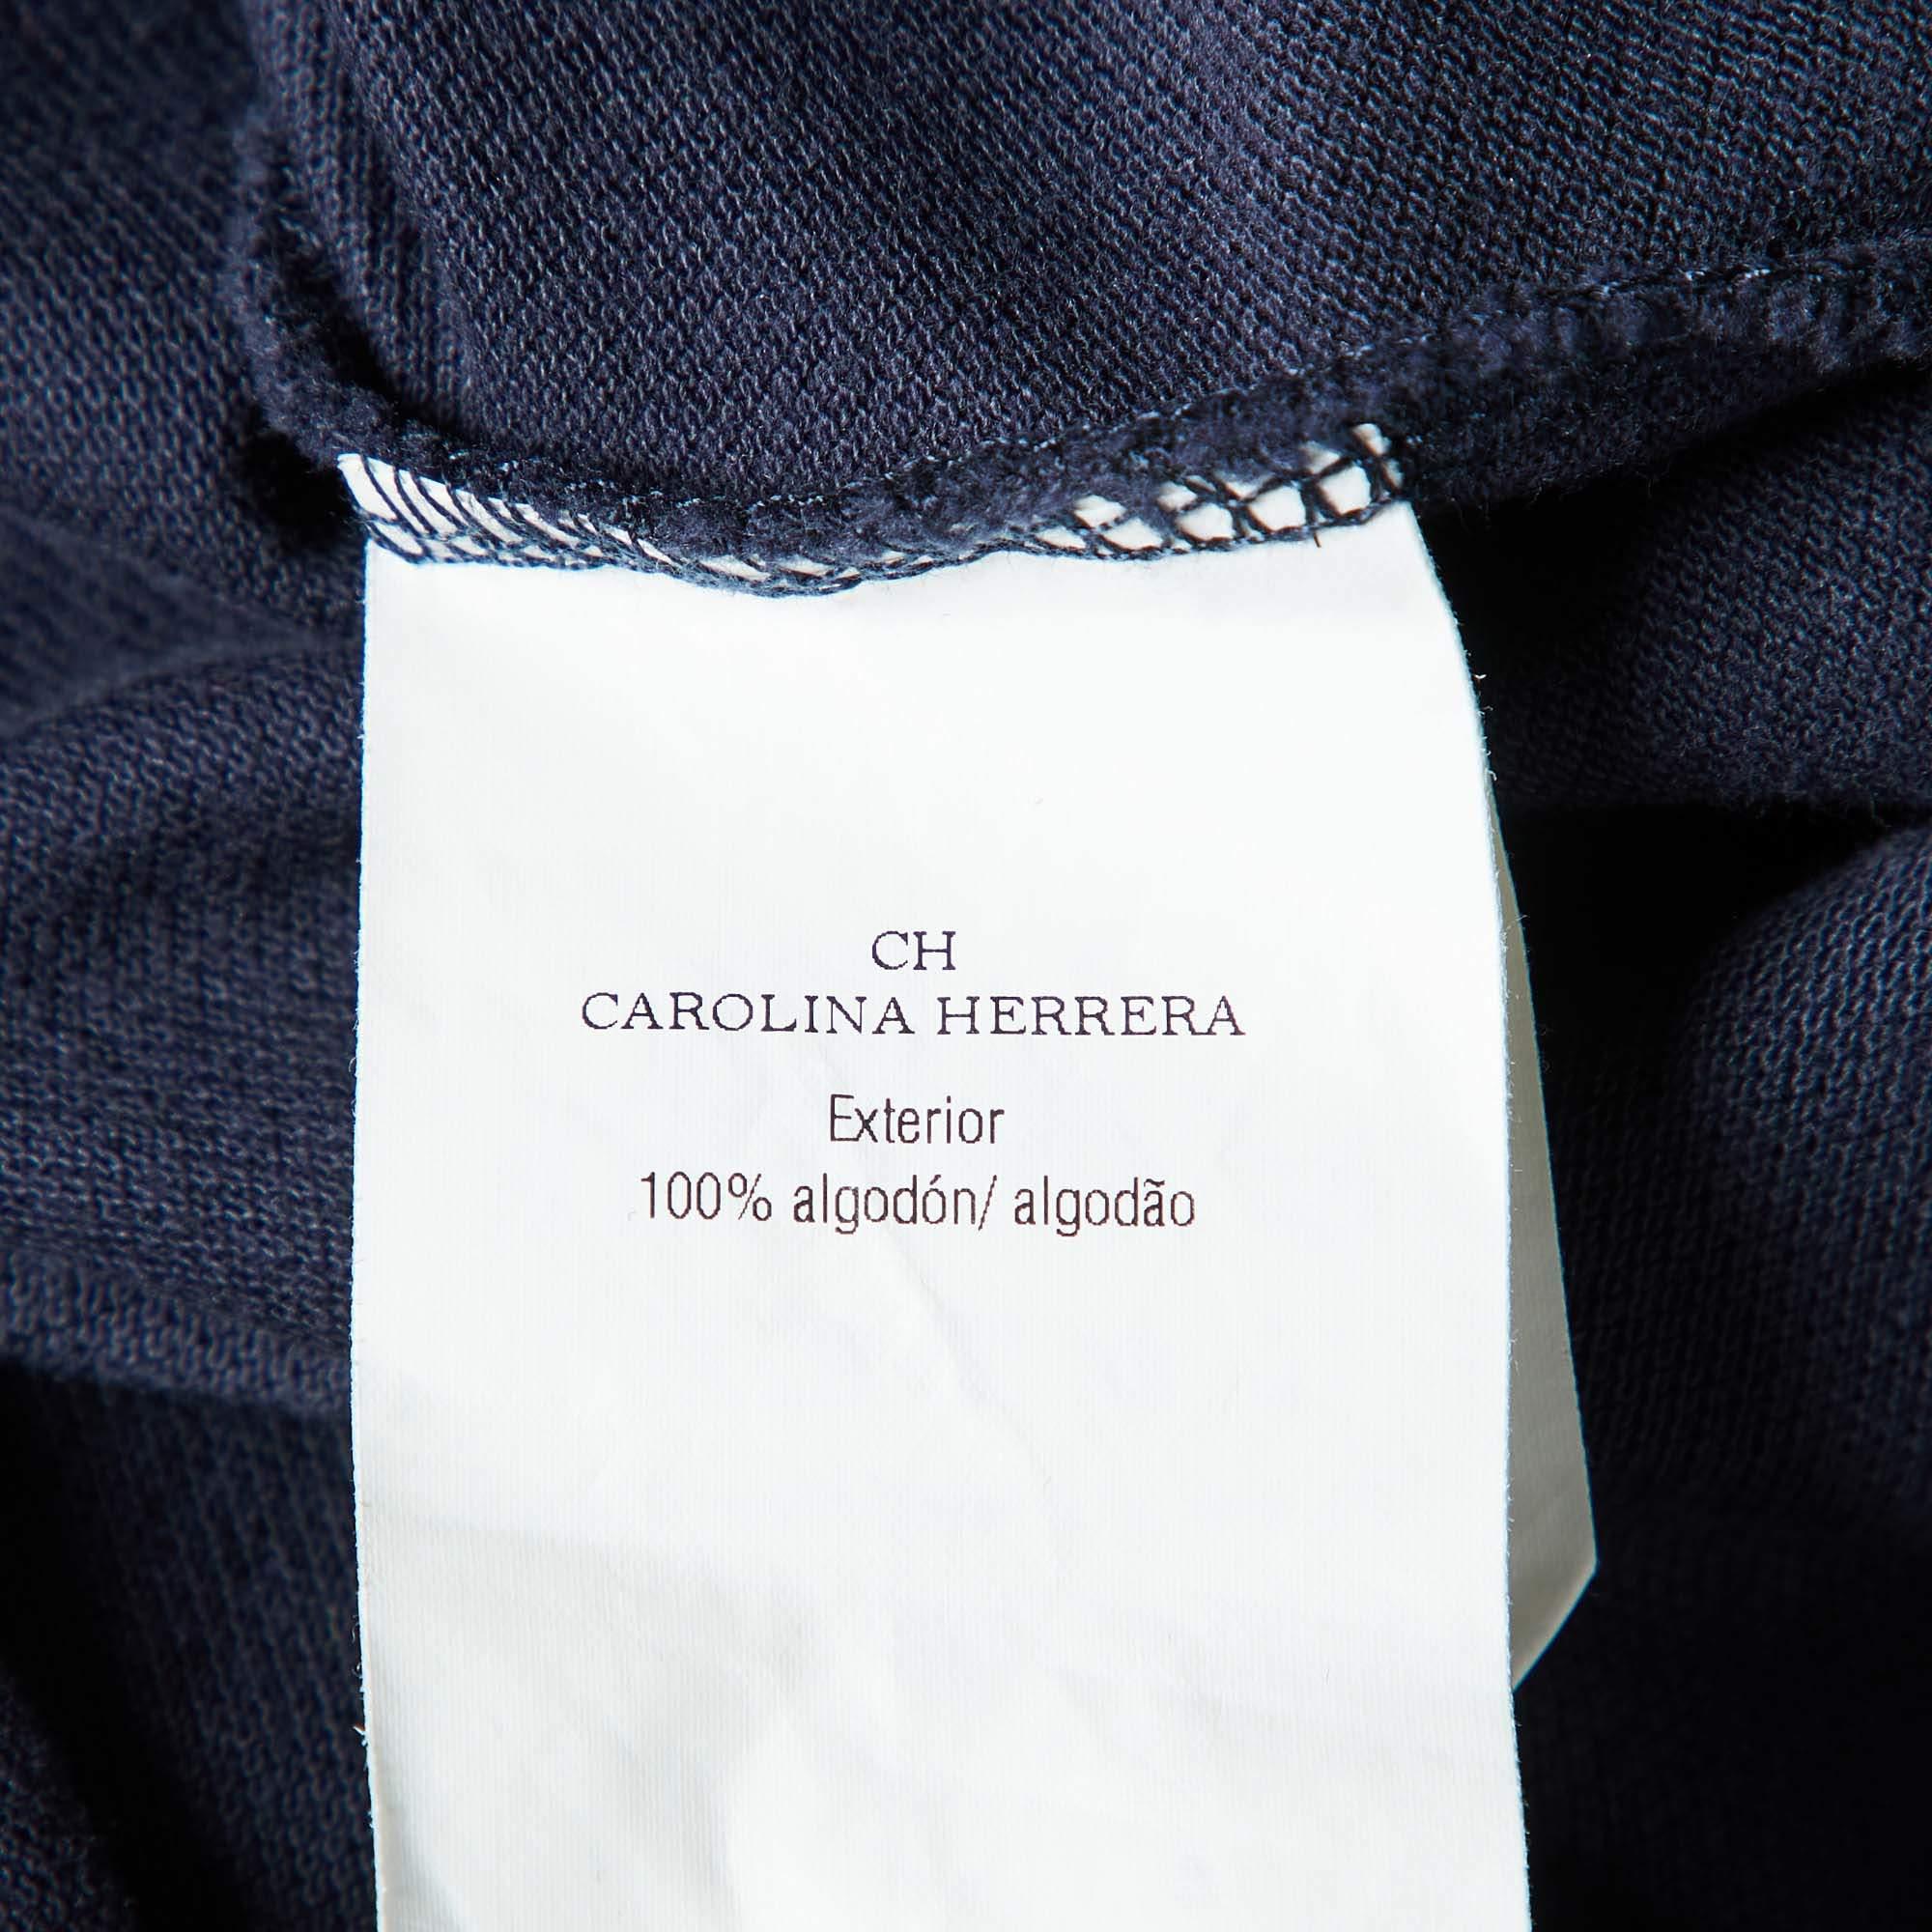 CH
CAROLINA HERRERA
Exterior
100% algodón/ algodão